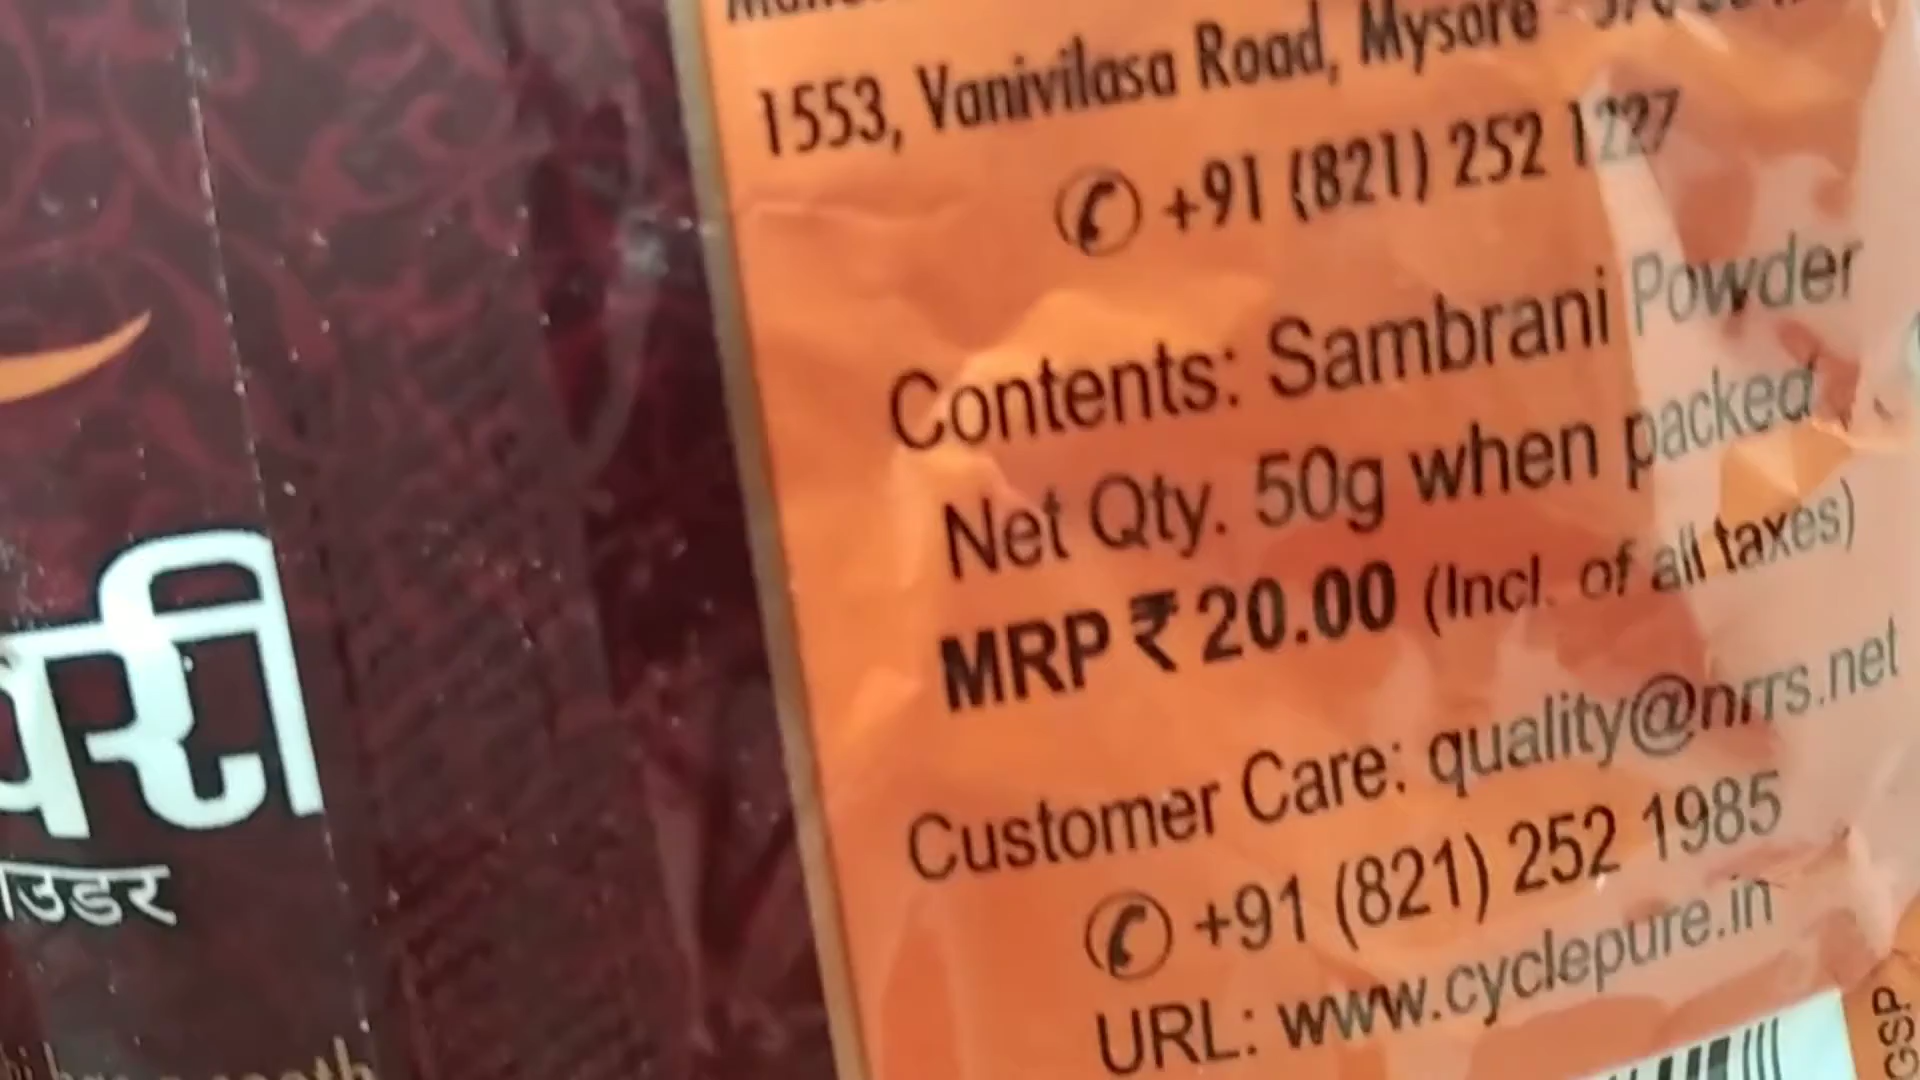 1553, Vanivilasa Road, Mysore
+91 (821) 252 1227
Contents: Sambrani Powder
Net Qty. 50g when packed
MRP ₹ 20.00 (Incl. of all taxes)
Customer Care: quality@nrrs.net
+91 (821) 252 1985
URL: www.cyclepure.in
GSP